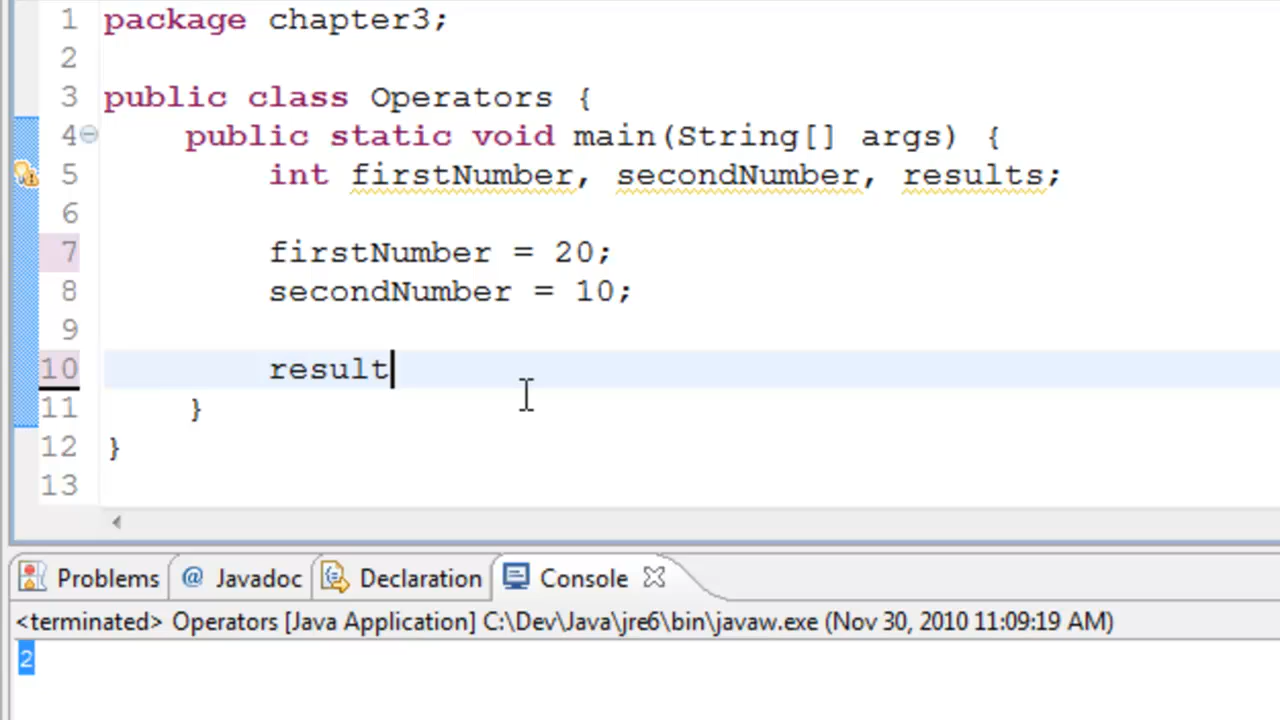 1 package chapter3;
2
3 public class Operators {
4 public static void main(String[] args) {
5 int firstNumber, secondNumber, results;
6
7 firstNumber = 20;
8 secondNumber = 10;
9
10 result
11 }
12 }
13
Problems @ Javadoc Declaration Console
<terminated> Operators [Java Application] C:\Dev\Java\jre6\bin\javaw.exe (Nov 30, 2010 11:09:19 AM)
2